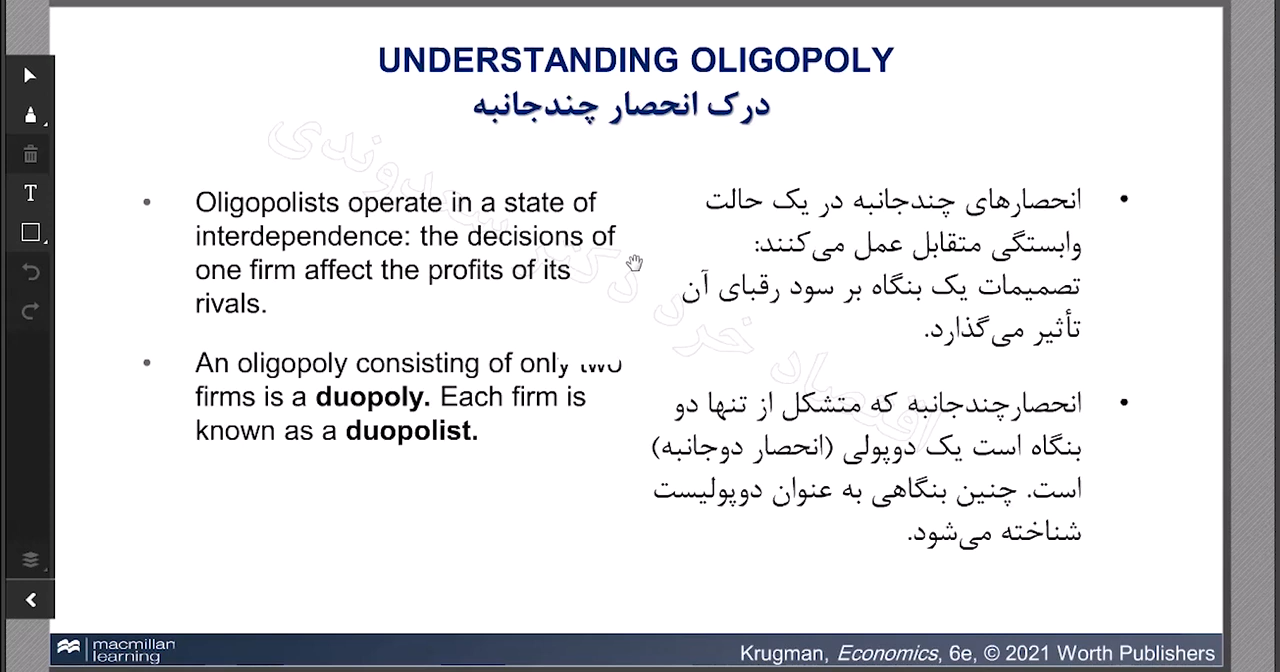 UNDERSTANDING OLIGOPOLY
درک انحصار چندجانبه
Oligopolists operate in a state of
interdependence: the decisions of
one firm affect the profits of its
rivals.
An oligopoly consisting of only two
firms is a duopoly. Each firm is
known as a duopolist.
انحصارهای چندجانبه در یک حالت
وابستگی متقابل عمل می‌کنند:
تصمیمات یک بنگاه بر سود رقبای آن
تأثیر می‌گذارد.
انحصارچندجانبه که متشکل از تنها دو
بنگاه است یک دوپولی (انحصار دوجانبه)
است. چنین بنگاهی به عنوان دوپولیست
شناخته می‌شود.
اقتصاد خرد دکتر
macmillan
learning
Krugman, Economics, 6e, © 2021 Worth Publishers